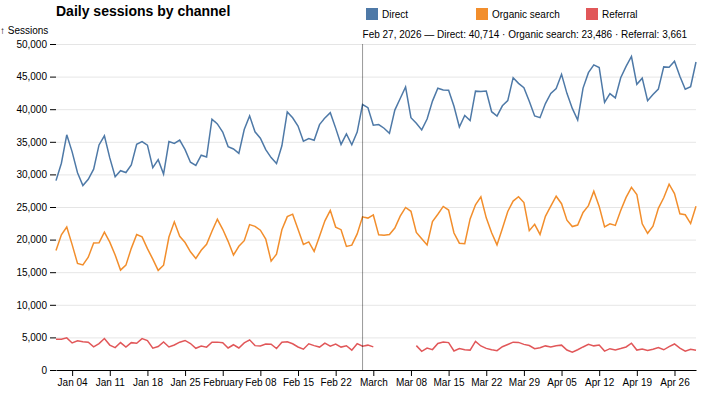 Daily sessions by channel
Direct
Organic search
Referral
↑ Sessions
Feb 27, 2026 — Direct: 40,714 · Organic search: 23,486 · Referral: 3,661
50,000
45,000
40,000
35,000
30,000
25,000
20,000
15,000
10,000
5,000
0
Jan 04 Jan 11 Jan 18 Jan 25 February Feb 08 Feb 15 Feb 22 March Mar 08 Mar 15 Mar 22 Mar 29 Apr 05 Apr 12 Apr 19 Apr 26